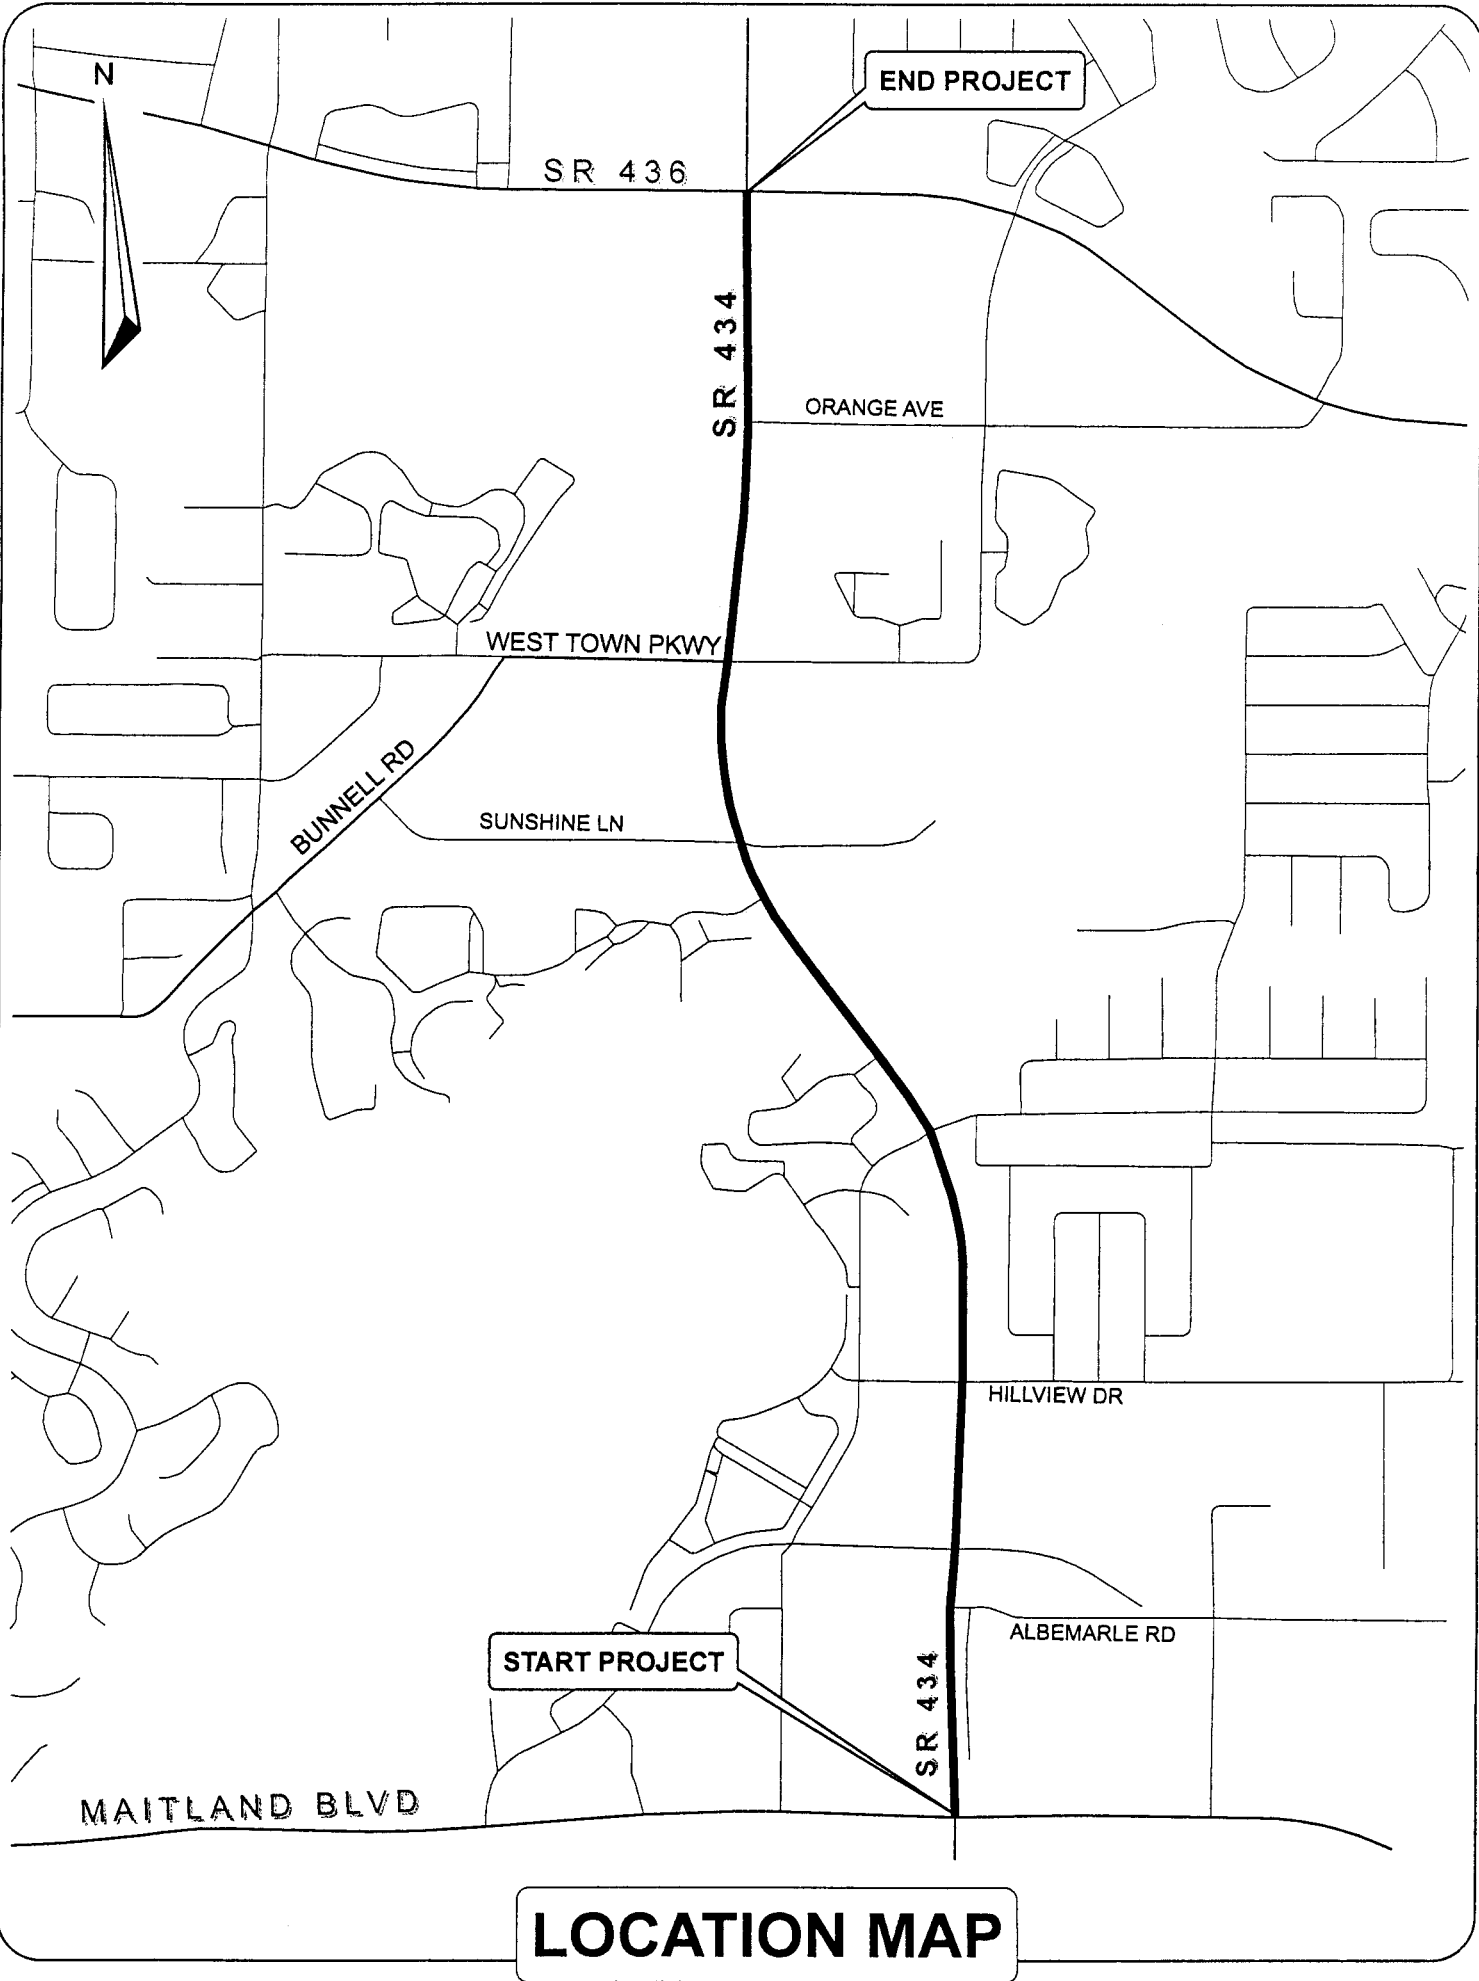 N
END PROJECT
SR 436
SR 434
ORANGE AVE
WEST TOWN PKWY
BUNNELL RD
SUNSHINE LN
HILLVIEW DR
ALBEMARLE RD
START PROJECT
SR 434
MAITLAND BLVD
LOCATION MAP